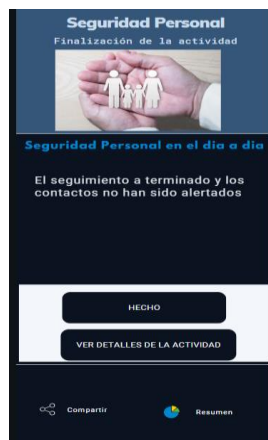 Seguridad Personal
Finalización de la actividad
Seguridad Personal en el dia a dia
El seguimiento a terminado y los
contactos no han sido alertados
HECHO
VER DETALLES DE LA ACTIVIDAD
Compartir
Resumen